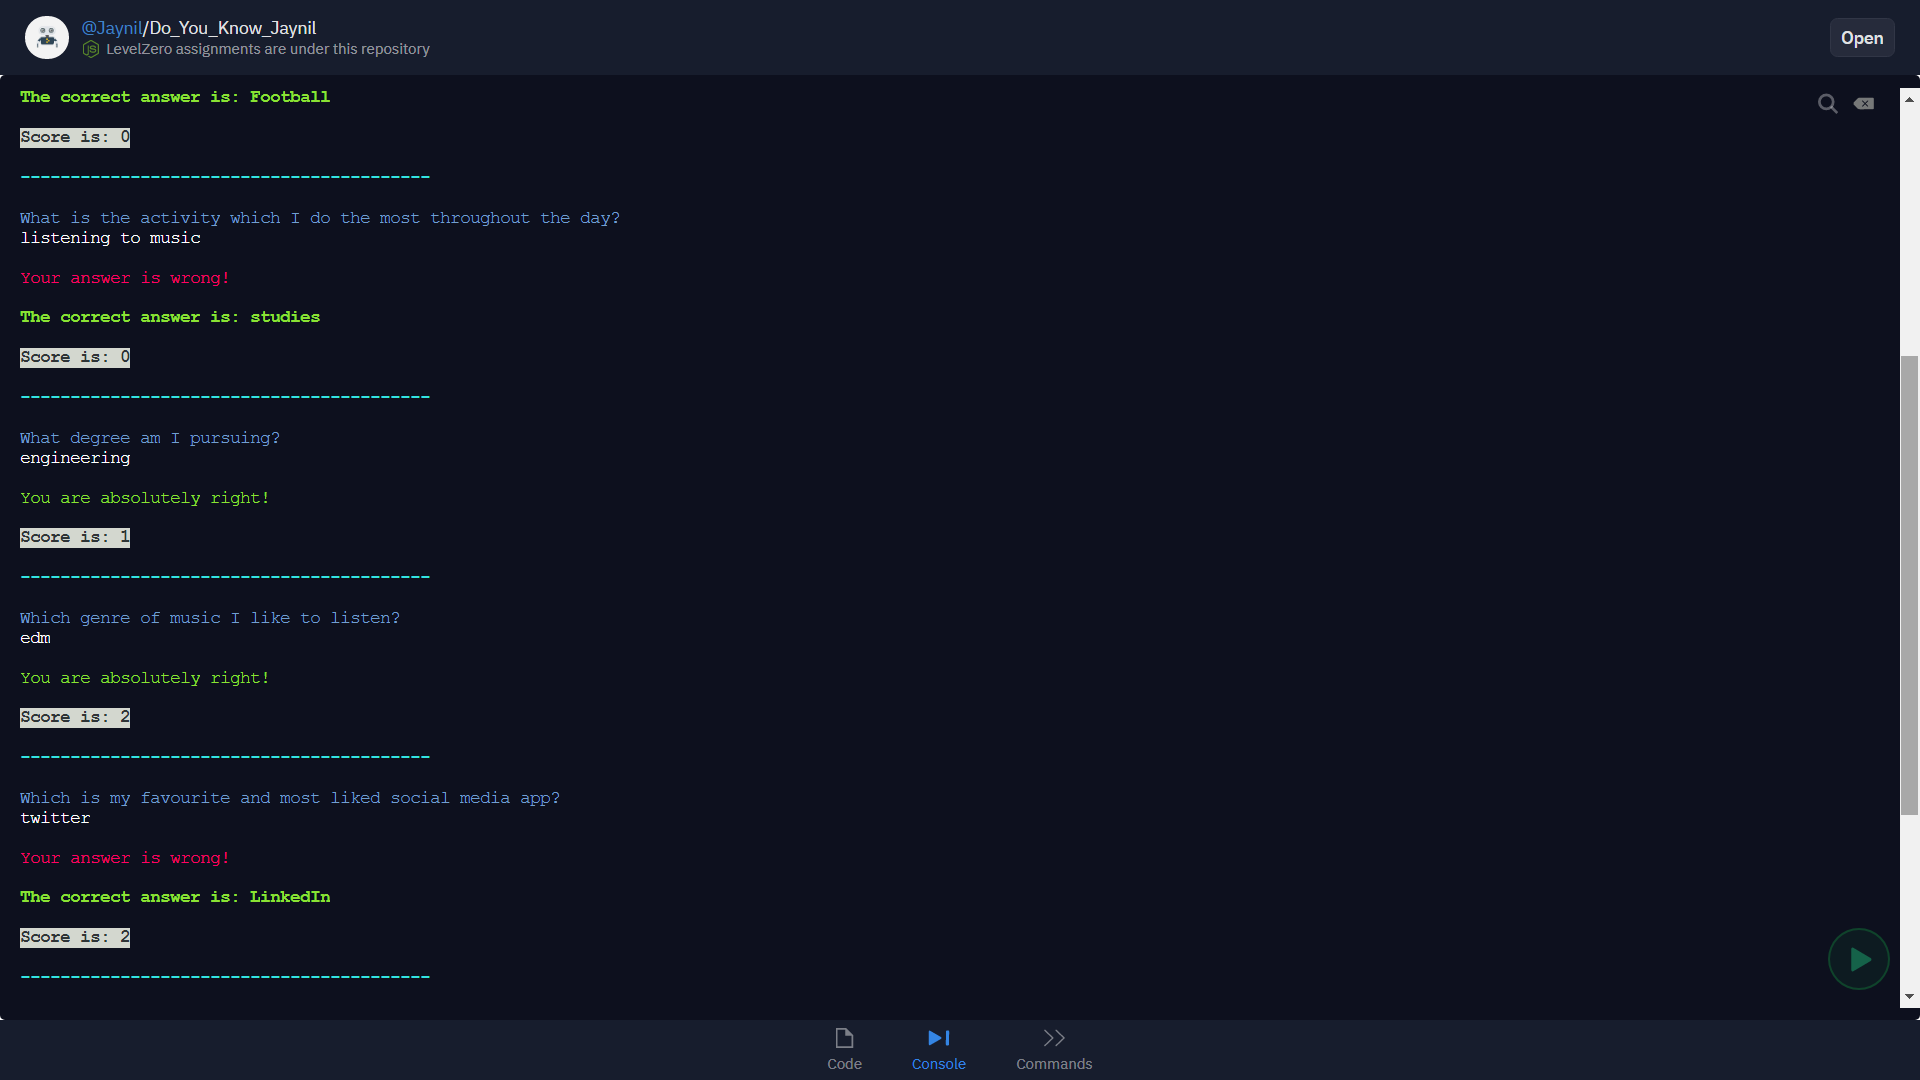 @Jaynil/Do_You_Know_Jaynil
LevelZero assignments are under this repository
Open
The correct answer is: Football
Score is: 0
-----------------------------------------
What is the activity which I do the most throughout the day?
listening to music
Your answer is wrong!
The correct answer is: studies
Score is: 0
-----------------------------------------
What degree am I pursuing?
engineering
You are absolutely right!
Score is: 1
-----------------------------------------
Which genre of music I like to listen?
edm
You are absolutely right!
Score is: 2
-----------------------------------------
Which is my favourite and most liked social media app?
twitter
Your answer is wrong!
The correct answer is: LinkedIn
Score is: 2
-----------------------------------------
Code
Console
Commands